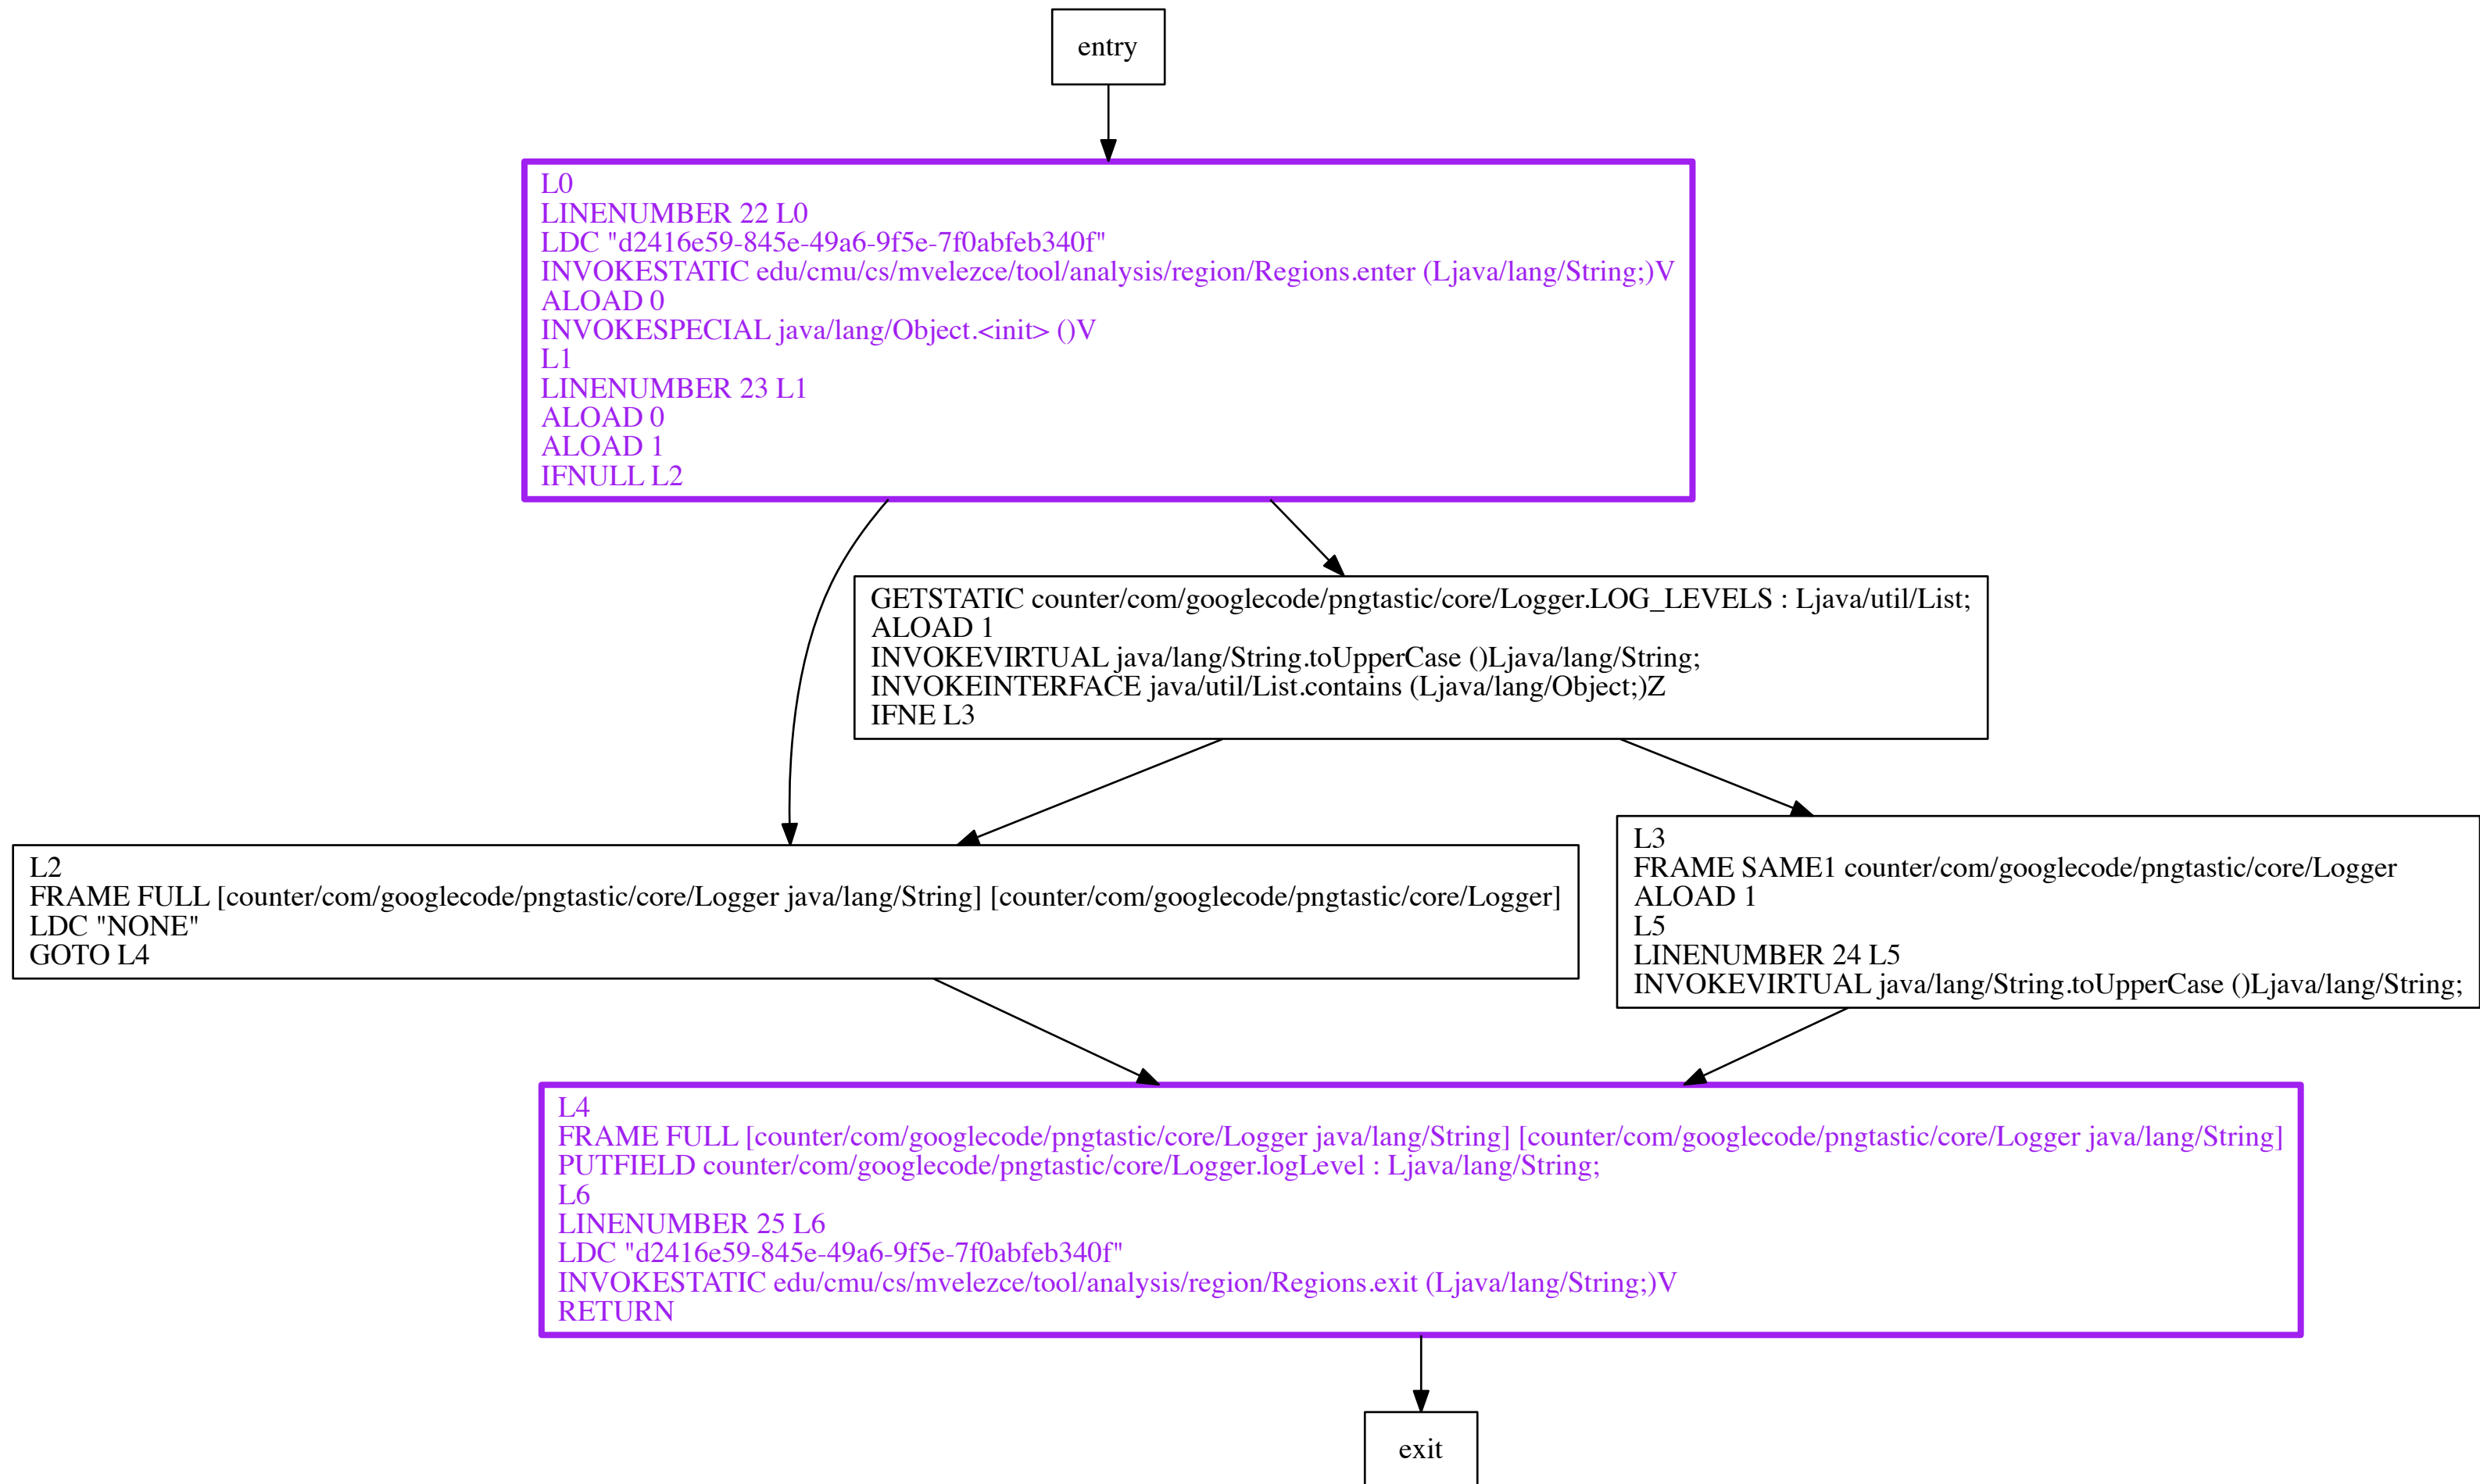 entry
L0
LINENUMBER 22 L0
LDC "d2416e59-845e-49a6-9f5e-7f0abfeb340f"
INVOKESTATIC edu/cmu/cs/mvelezce/tool/analysis/region/Regions.enter (Ljava/lang/String;)V
ALOAD 0
INVOKESPECIAL java/lang/Object.<init> ()V
L1
LINENUMBER 23 L1
ALOAD 0
ALOAD 1
IFNULL L2
GETSTATIC counter/com/googlecode/pngtastic/core/Logger.LOG_LEVELS : Ljava/util/List;
ALOAD 1
INVOKEVIRTUAL java/lang/String.toUpperCase ()Ljava/lang/String;
INVOKEINTERFACE java/util/List.contains (Ljava/lang/Object;)Z
IFNE L3
L2
FRAME FULL [counter/com/googlecode/pngtastic/core/Logger java/lang/String] [counter/com/googlecode/pngtastic/core/Logger]
LDC "NONE"
GOTO L4
L3
FRAME SAME1 counter/com/googlecode/pngtastic/core/Logger
ALOAD 1
L5
LINENUMBER 24 L5
INVOKEVIRTUAL java/lang/String.toUpperCase ()Ljava/lang/String;
L4
FRAME FULL [counter/com/googlecode/pngtastic/core/Logger java/lang/String] [counter/com/googlecode/pngtastic/core/Logger java/lang/String]
PUTFIELD counter/com/googlecode/pngtastic/core/Logger.logLevel : Ljava/lang/String;
L6
LINENUMBER 25 L6
LDC "d2416e59-845e-49a6-9f5e-7f0abfeb340f"
INVOKESTATIC edu/cmu/cs/mvelezce/tool/analysis/region/Regions.exit (Ljava/lang/String;)V
RETURN
exit